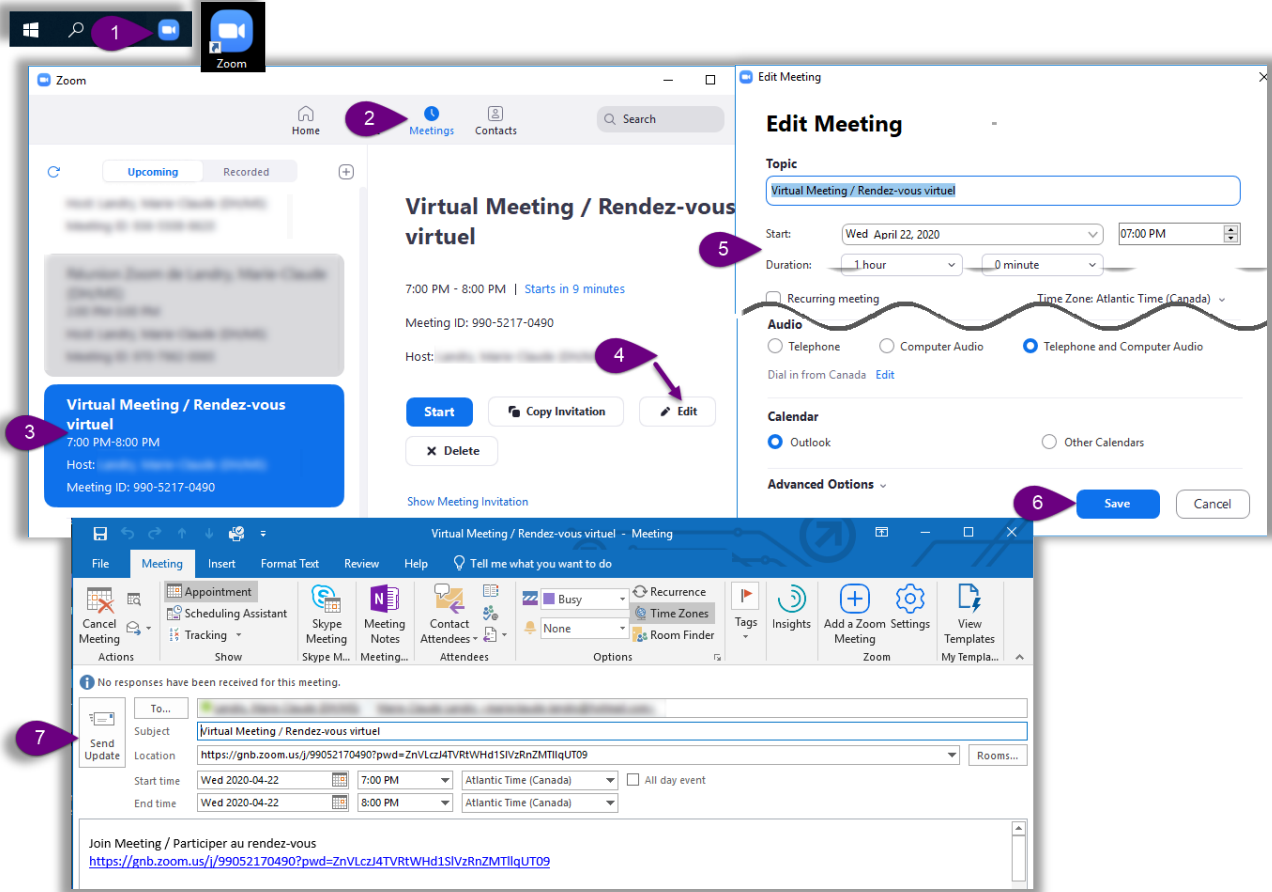 1
Zoom
Zoom
Home
2
Meetings
Contacts
Search
Upcoming
Recorded
Virtual Meeting / Rendez-vous
virtuel
7:00 PM - 8:00 PM | Starts in 9 minutes
Meeting ID: 990-5217-0490
Host:
4
Start
Copy Invitation
Edit
Delete
Show Meeting Invitation
3
Virtual Meeting / Rendez-vous
virtuel
7:00 PM-8:00 PM
Host:
Meeting ID: 990-5217-0490
Edit Meeting
Edit Meeting
Topic
Virtual Meeting / Rendez-vous virtuel
5
Start: Wed April 22, 2020 07:00 PM
Duration: 1 hour 0 minute
Recurring meeting Time Zone: Atlantic Time (Canada)
Audio
Telephone Computer Audio Telephone and Computer Audio
Dial in from Canada Edit
Calendar
Outlook Other Calendars
Advanced Options
6
Save Cancel
Virtual Meeting / Rendez-vous virtuel - Meeting
File Meeting Insert Format Text Review Help Tell me what you want to do
Cancel
Meeting
Actions
Appointment
Scheduling Assistant
Tracking
Show
Skype
Meeting
Skype M...
Meeting
Notes
Meeting...
Contact
Attendees
Attendees
Busy
None
Recurrence
Time Zones
Room Finder
Options
Tags
Insights
Add a Zoom
Meeting
Settings
Zoom
View
Templates
My Templa...
No responses have been received for this meeting.
7
Send
Update
To...
Subject Virtual Meeting / Rendez-vous virtuel
Location https://gnb.zoom.us/j/99052170490?pwd=ZnVLczJ4TVRtWHd1SlVzRnZMTllqUT09 Rooms...
Start time Wed 2020-04-22 7:00 PM Atlantic Time (Canada) All day event
End time Wed 2020-04-22 8:00 PM Atlantic Time (Canada)
Join Meeting / Participer au rendez-vous
https://gnb.zoom.us/j/99052170490?pwd=ZnVLczJ4TVRtWHd1SlVzRnZMTllqUT09